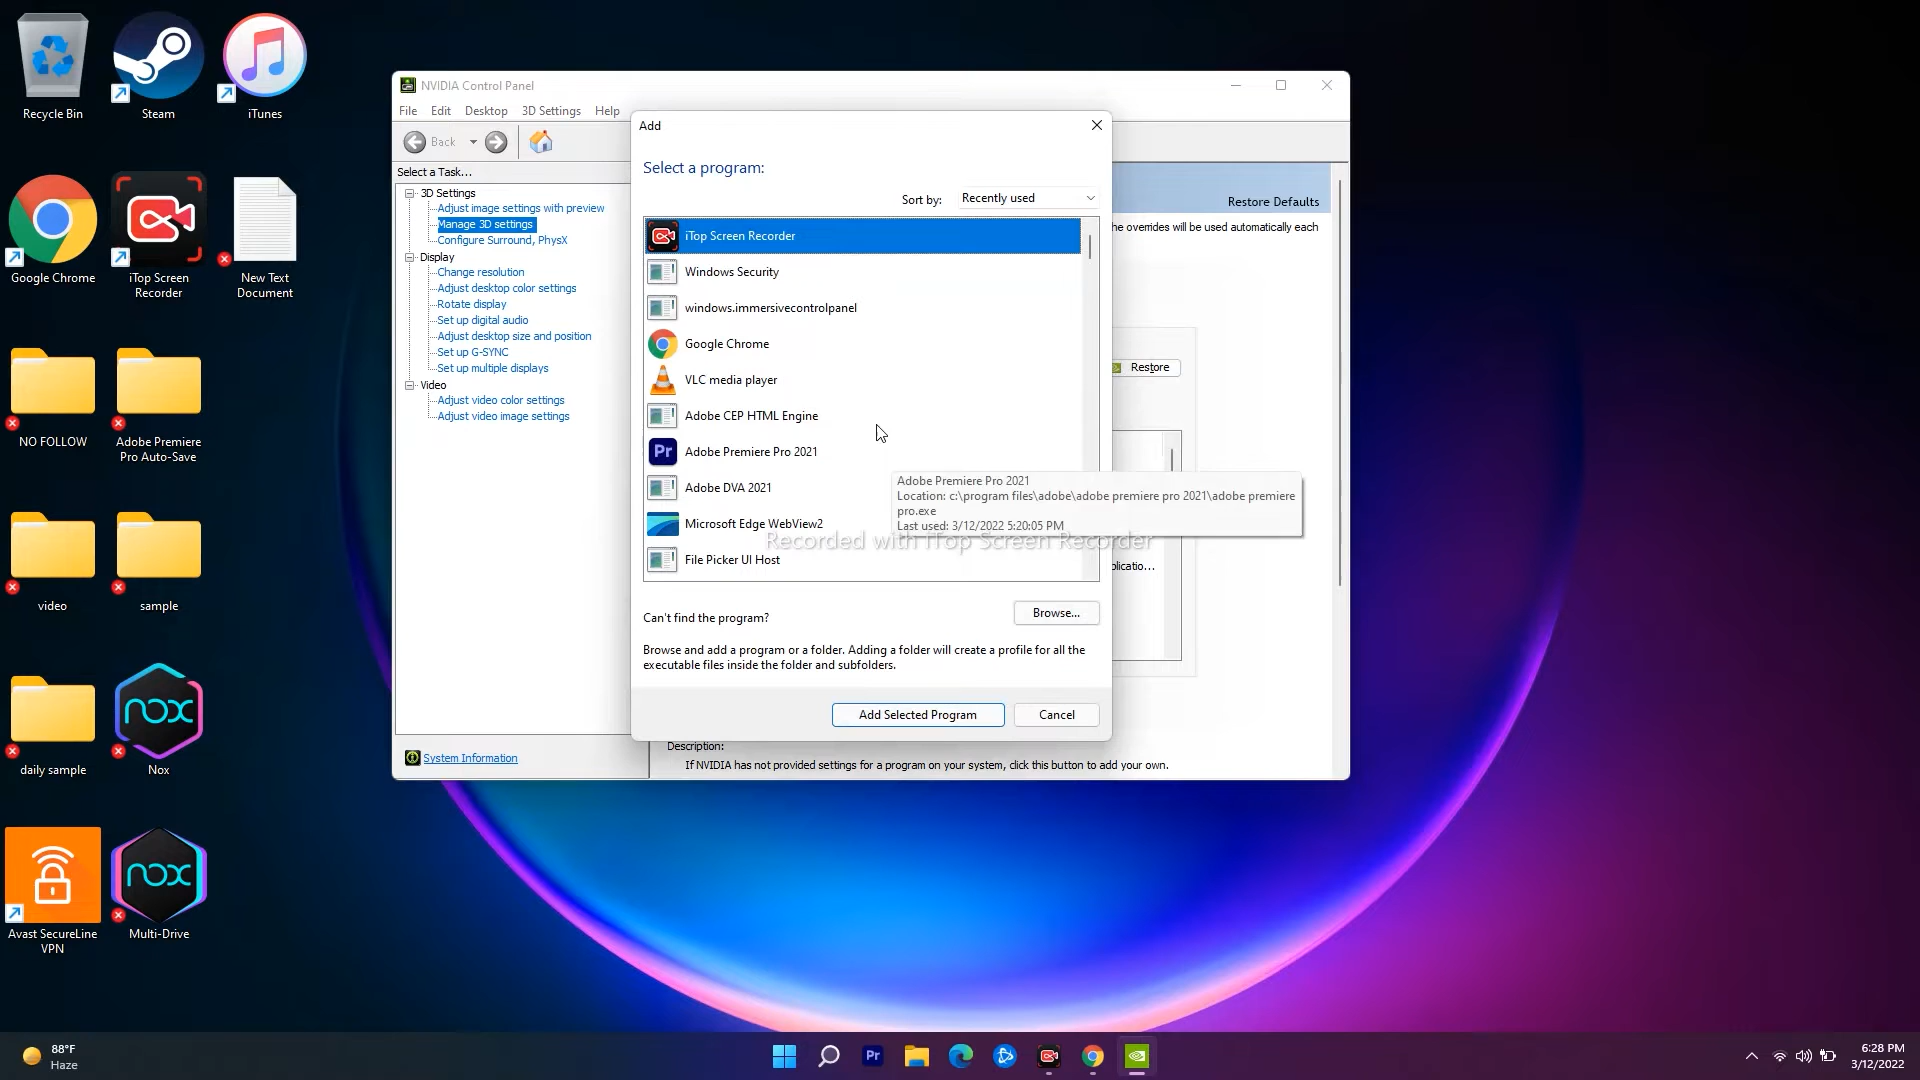 Recycle Bin
Steam
iTunes
Google Chrome
iTop Screen
Recorder
New Text
Document
NO FOLLOW
Adobe Premiere
Pro Auto-Save
video
sample
daily sample
nox
Nox
Avast SecureLine
VPN
nox
Multi-Drive
NVIDIA Control Panel
File Edit Desktop 3D Settings Help
Back
Select a Task...
3D Settings
Adjust image settings with preview
Manage 3D settings
Configure Surround, PhysX
Display
Change resolution
Adjust desktop color settings
Rotate display
Set up digital audio
Adjust desktop size and position
Set up G-SYNC
Set up multiple displays
Video
Adjust video color settings
Adjust video image settings
System Information
Restore Defaults
he overrides will be used automatically each
Restore
plicatio...
Description:
If NVIDIA has not provided settings for a program on your system, click this button to add your own.
Add
Select a program:
Sort by: Recently used
iTop Screen Recorder
Windows Security
windows.immersivecontrolpanel
Google Chrome
VLC media player
Adobe CEP HTML Engine
Pr Adobe Premiere Pro 2021
Adobe DVA 2021
Microsoft Edge WebView2
File Picker UI Host
Adobe Premiere Pro 2021
Location: c:\program files\adobe\adobe premiere pro 2021\adobe premiere
pro.exe
Last used: 3/12/2022 5:20:05 PM
Recorded with iTop Screen Recorder
Can't find the program?
Browse...
Browse and add a program or a folder. Adding a folder will create a profile for all the
executable files inside the folder and subfolders.
Add Selected Program
Cancel
88°F
Haze
Pr
6:28 PM
3/12/2022